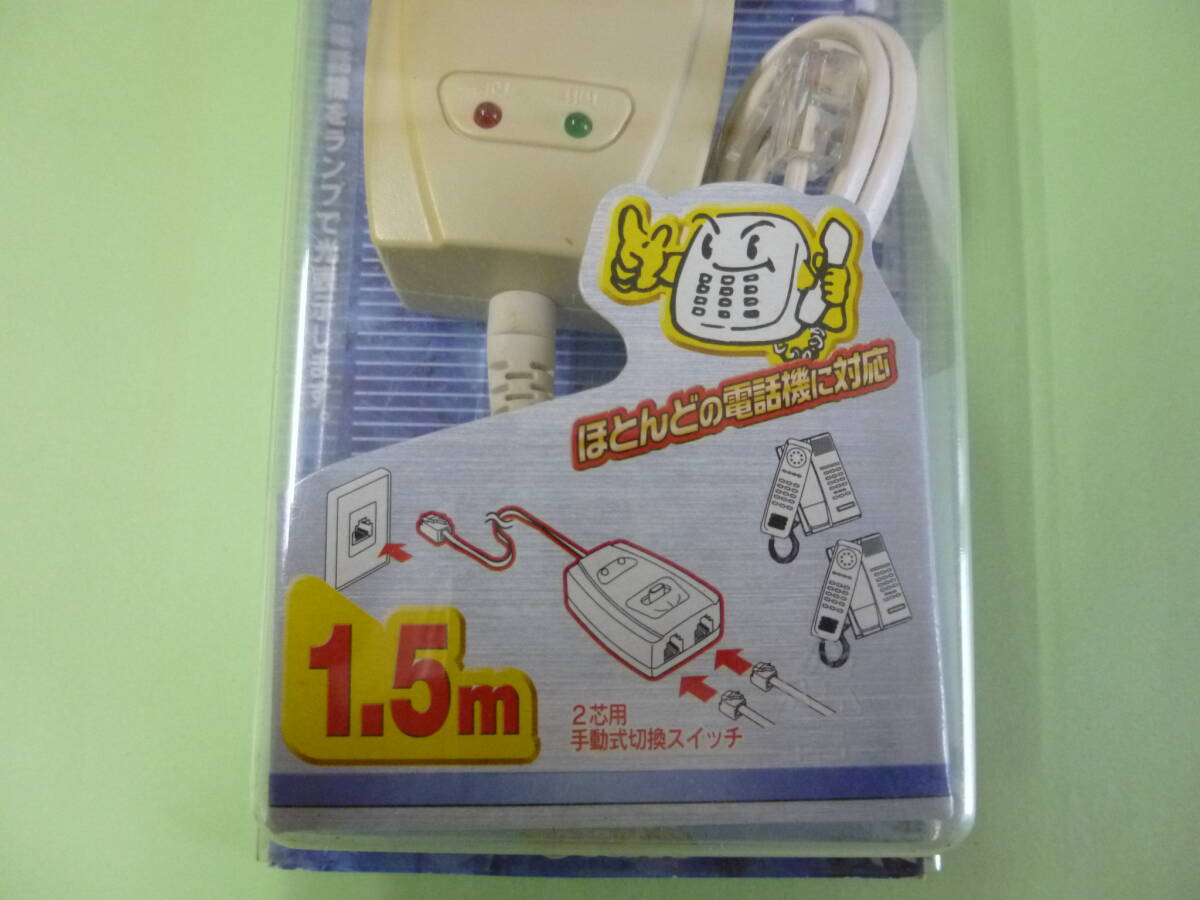 ほとんどの電話機に対応
1.5m
2芯用
手動式切換スイッチ